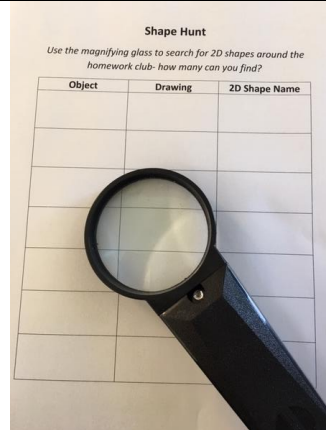 Shape Hunt
Use the magnifying glass to search for 2D shapes around the
homework club- how many can you find?
Object Drawing 2D Shape Name